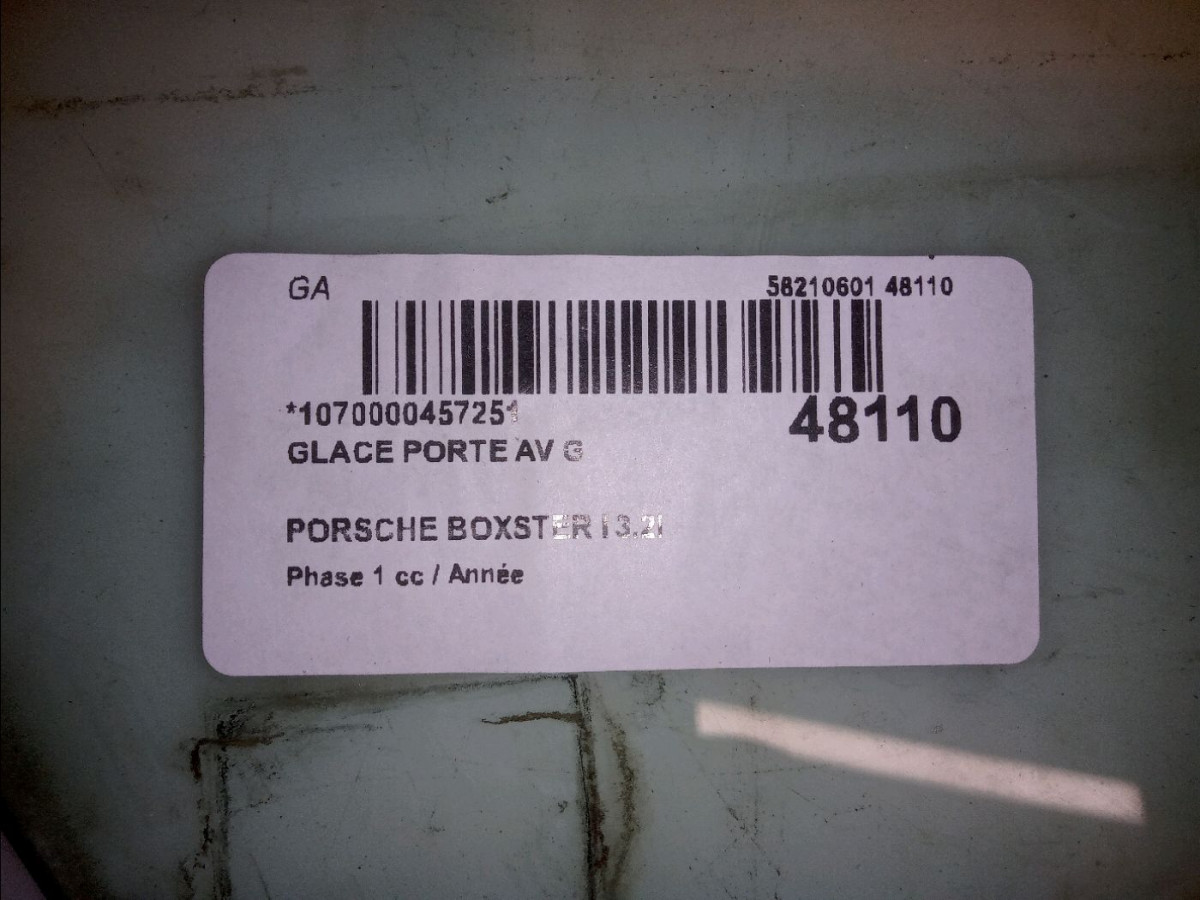 GA
58210601 48110
*1070000457251
48110
GLACE PORTE AV G
PORSCHE BOXSTER I 3.2I
Phase 1 cc / Année